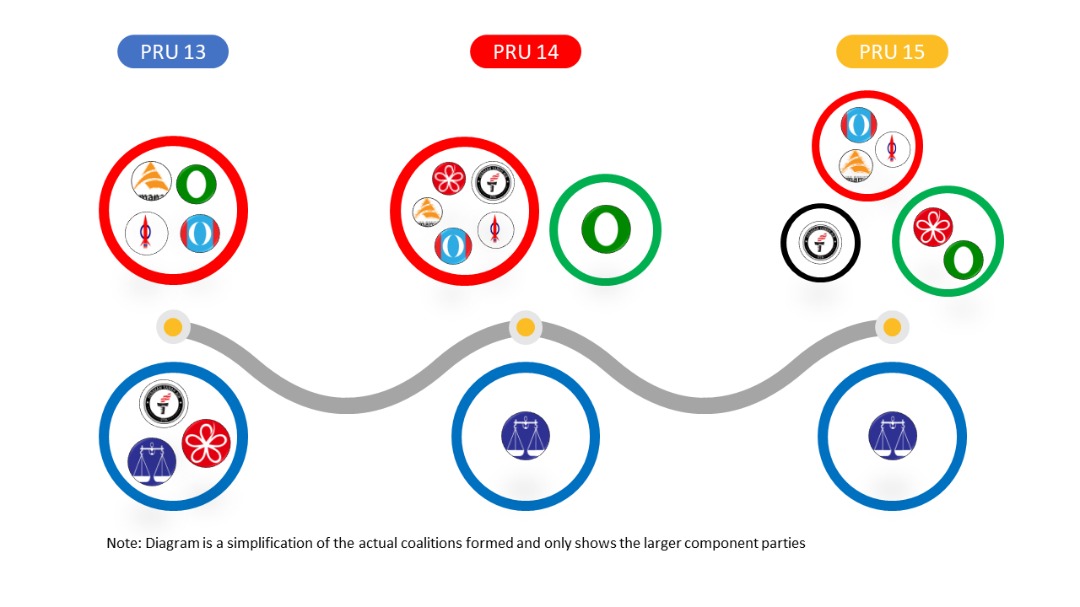 PRU 13
PRU 14
PRU 15
Note: Diagram is a simplification of the actual coalitions formed and only shows the larger component parties